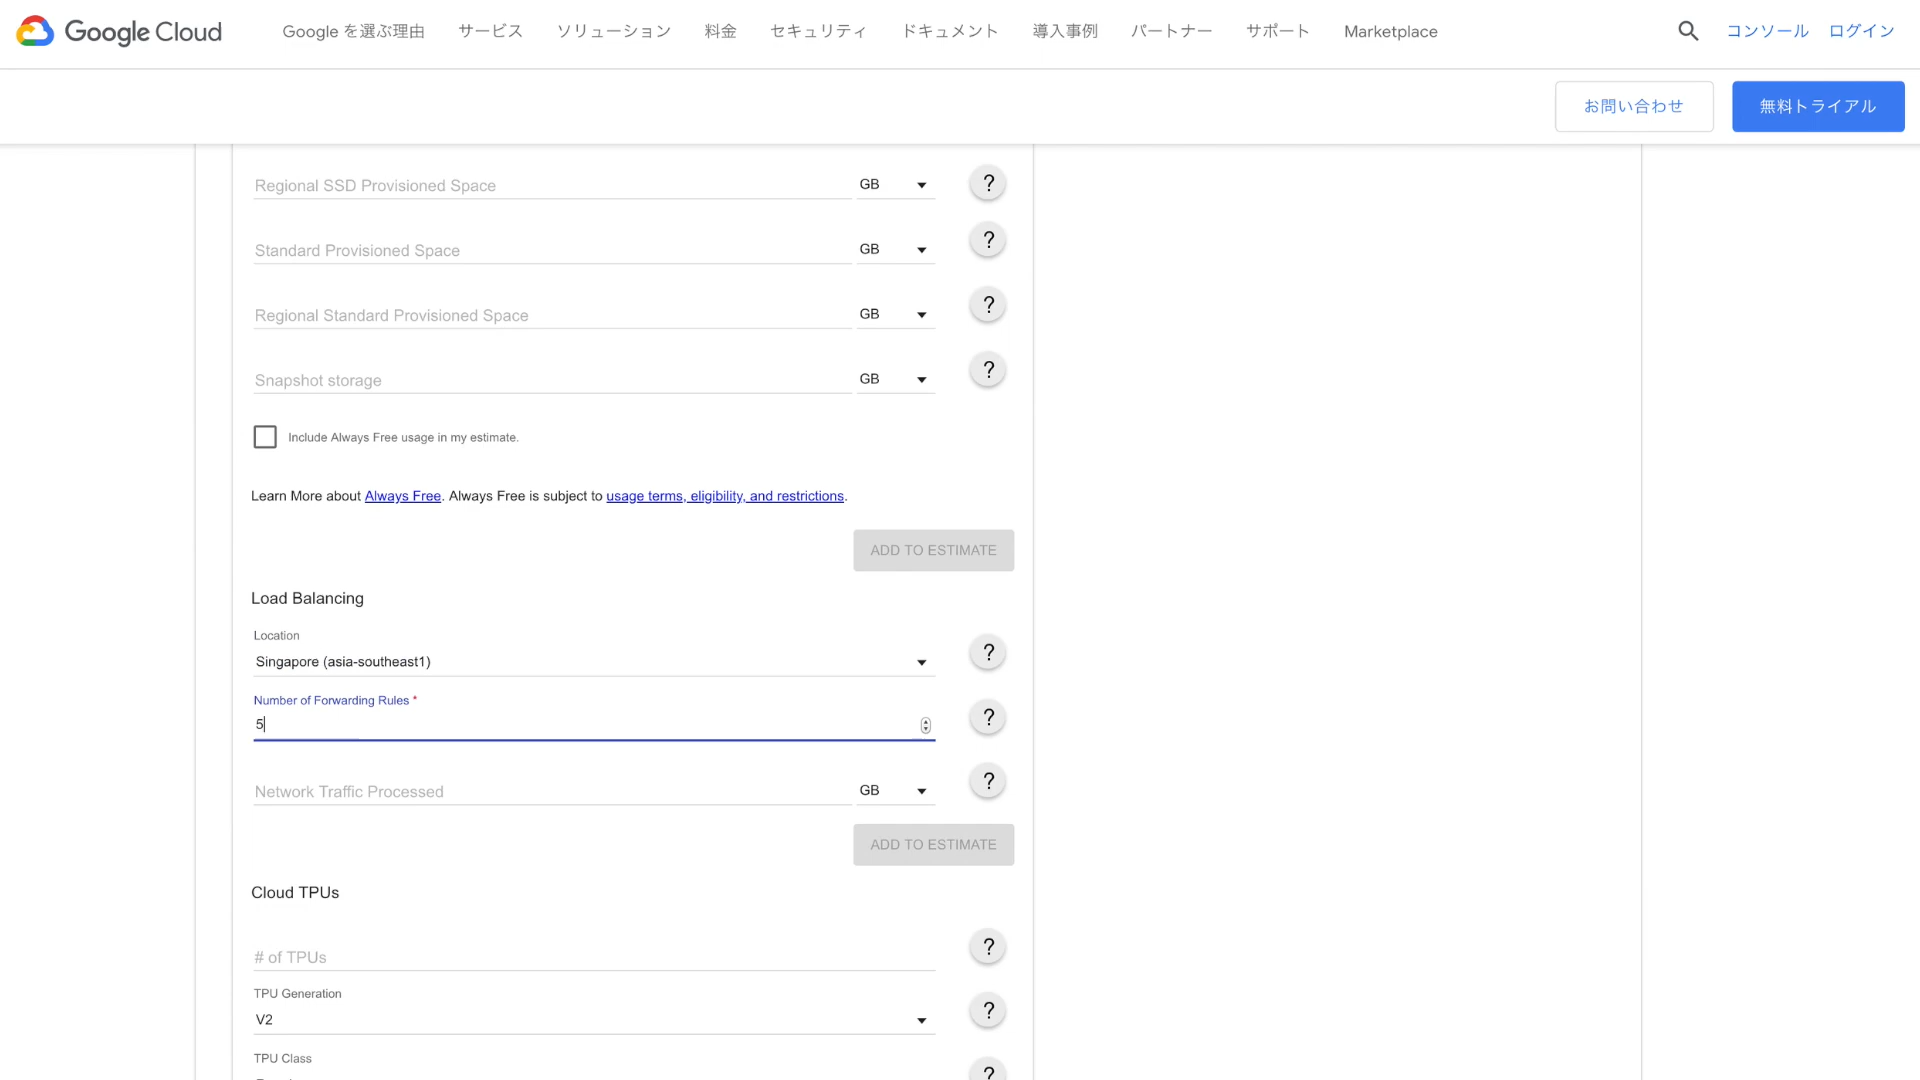 Google Cloud
Google を選ぶ理由 サービス ソリューション 料金 セキュリティ ドキュメント 導入事例 パートナー サポート Marketplace コンソール ログイン
お問い合わせ 無料トライアル
Regional SSD Provisioned Space GB ?
Standard Provisioned Space GB ?
Regional Standard Provisioned Space GB ?
Snapshot storage GB ?
Include Always Free usage in my estimate.
Learn More about Always Free. Always Free is subject to usage terms, eligibility, and restrictions.
ADD TO ESTIMATE
Load Balancing
Location
Singapore (asia-southeast1) ?
Number of Forwarding Rules *
5 ?
Network Traffic Processed GB ?
ADD TO ESTIMATE
Cloud TPUs
# of TPUs ?
TPU Generation
V2 ?
TPU Class
?